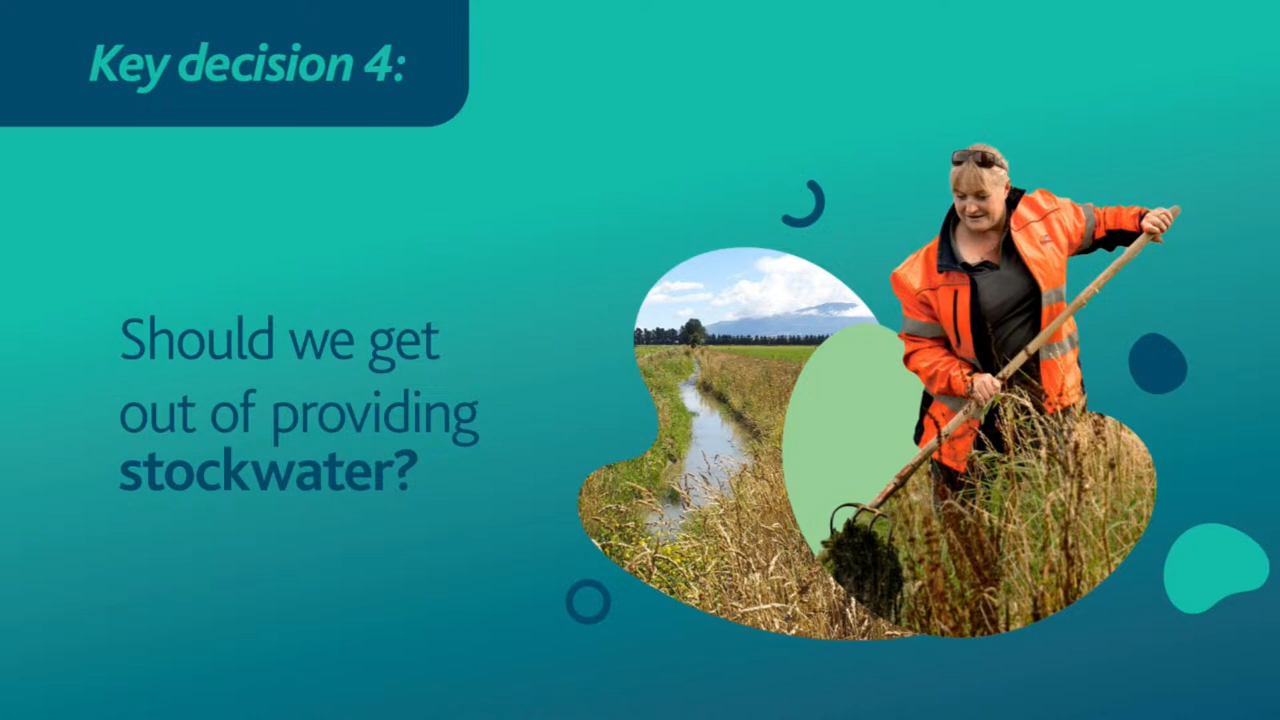 Key decision 4:
Should we get
out of providing
stockwater?